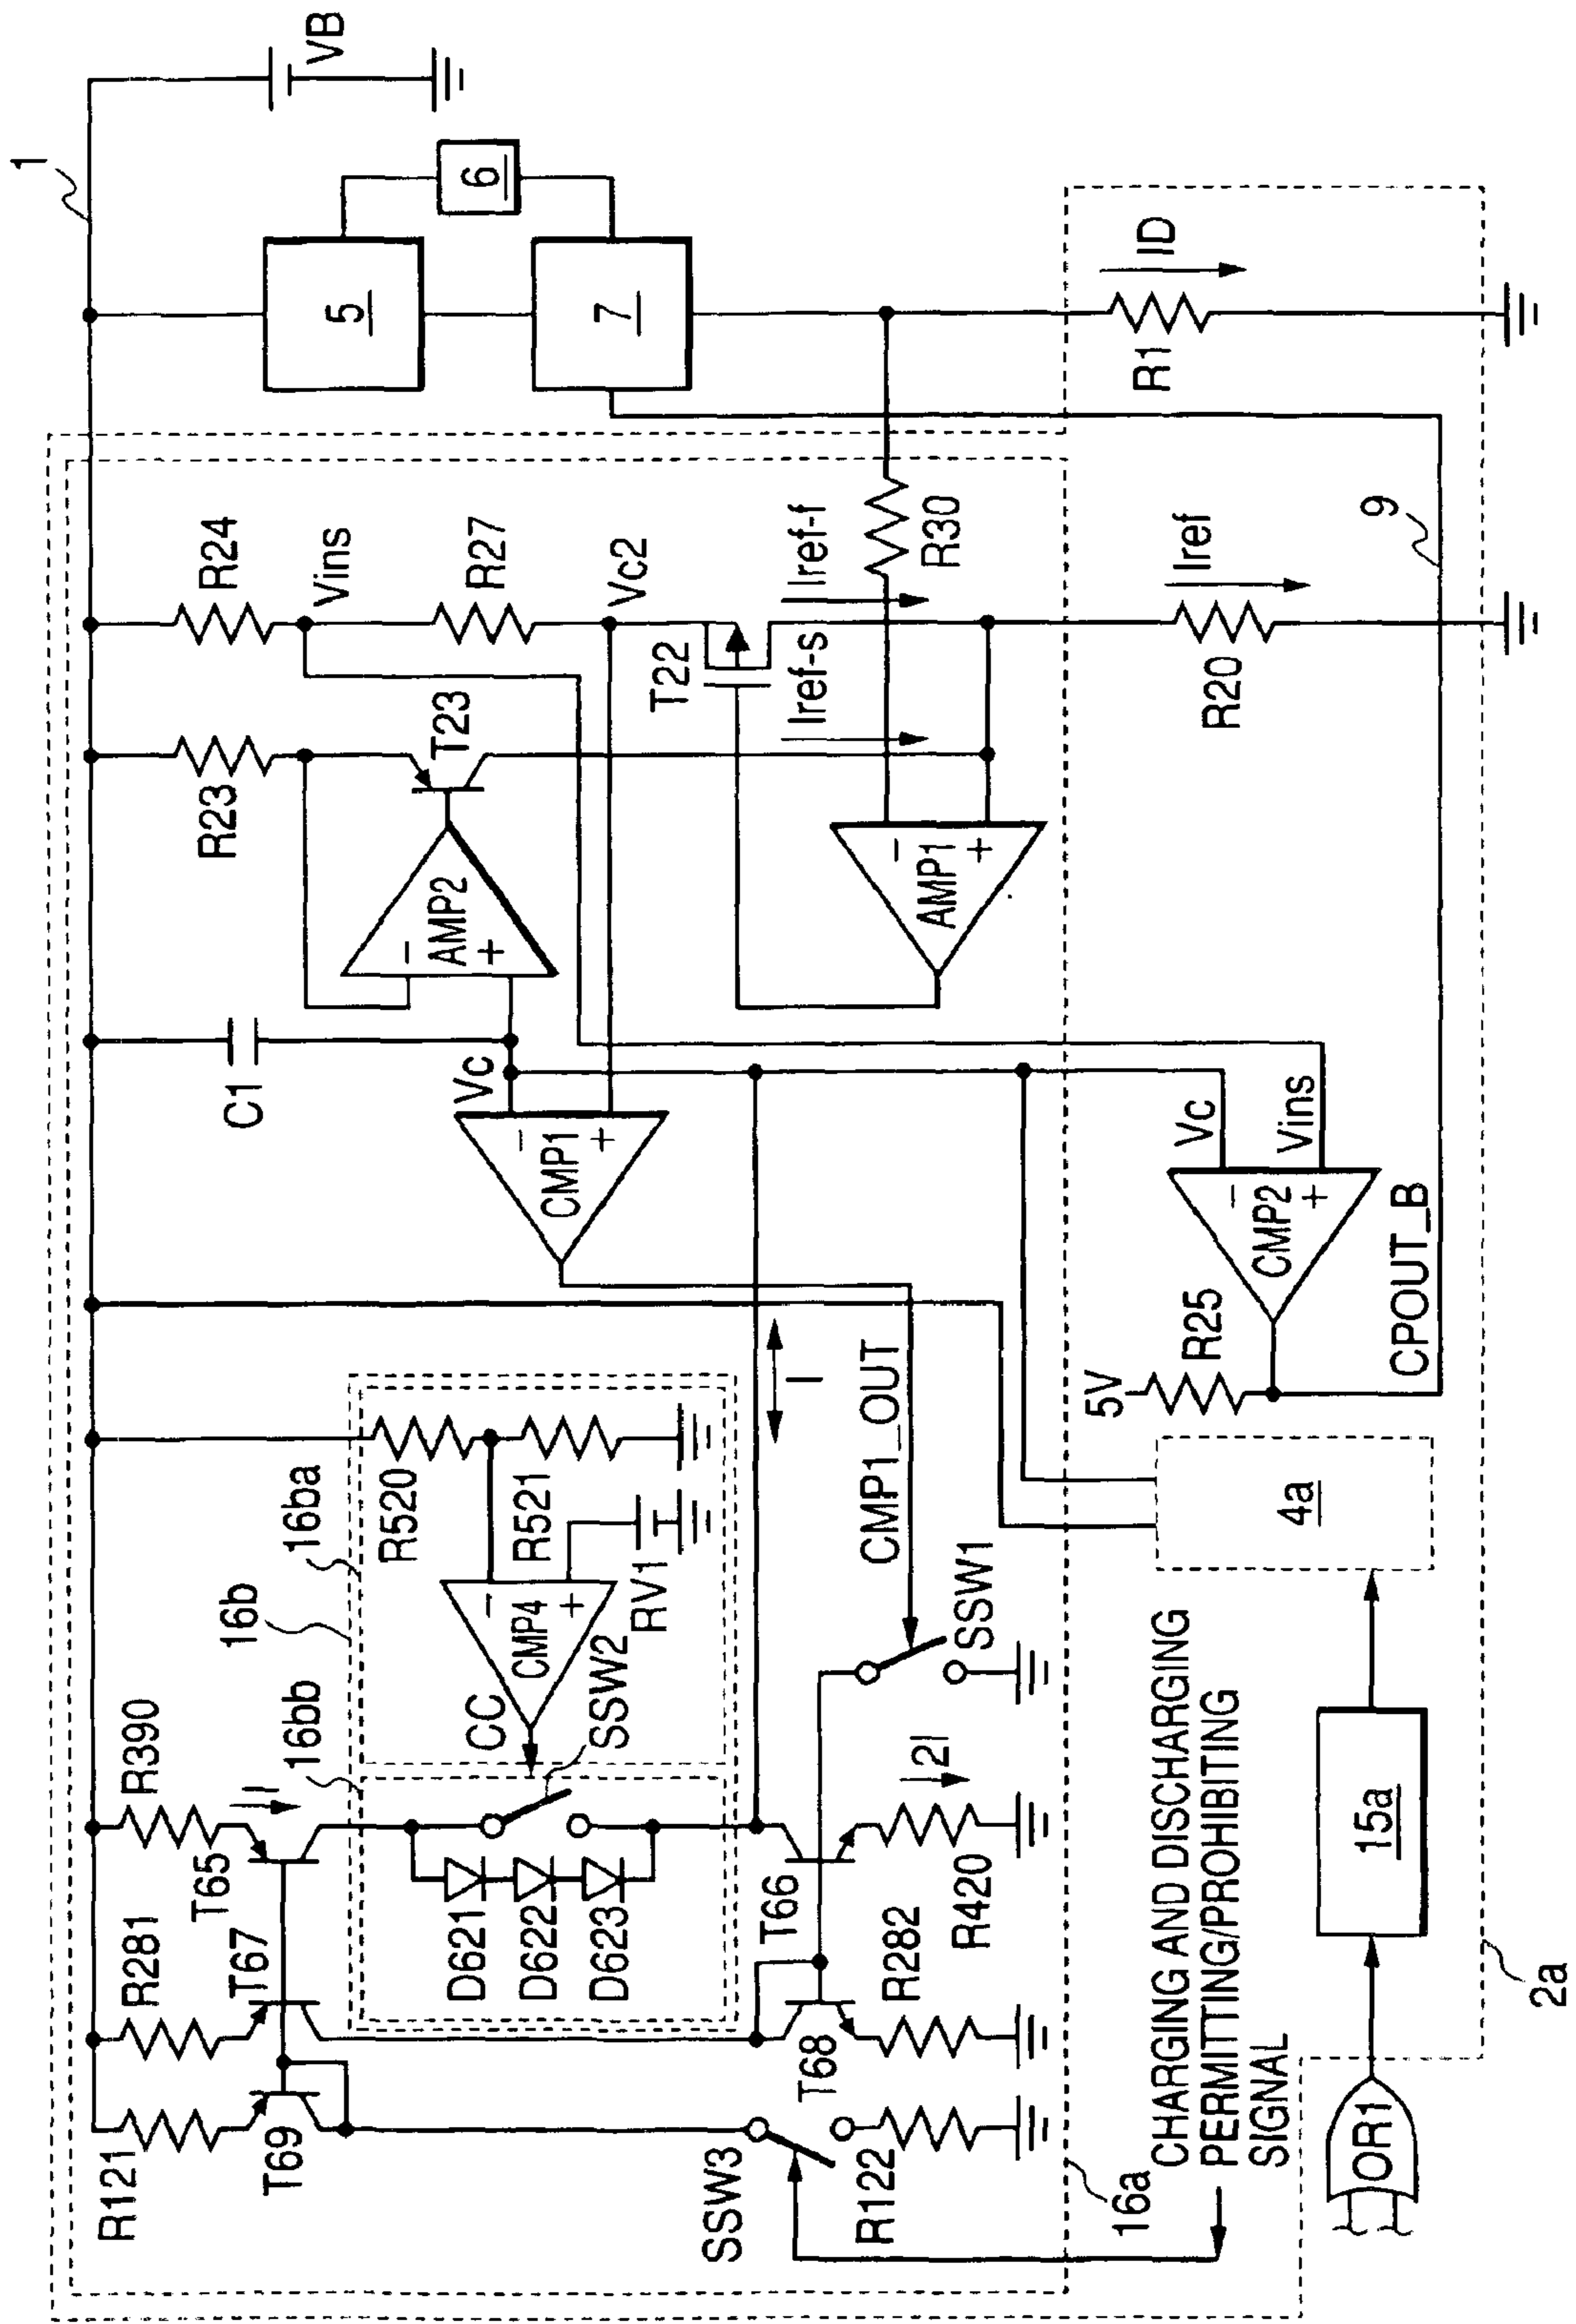 1
VB
5
6
7
ID
R1
R24
Vins
R27
Vc2
Iref-f
R30
Iref
9
R23
T23
T22
Iref-s
R20
AMP2
-
+
AMP1
-
+
C1
Vc
CMP1
-
+
Vc
Vins
CMP2
-
+
CPOUT_B
R25
5V
I
CMP1_OUT
16ba
16b
R520
R521
CMP4
-
+
RV1
CC
SSW2
SSW1
4a
16bb
R390
I
T65
D621
D622
D623
T66
2I
R420
R281
T67
T68
R282
R121
T69
SSW3
R122
CHARGING AND DISCHARGING
PERMITTING/PROHIBITING
SIGNAL
15a
OR1
16a
2a